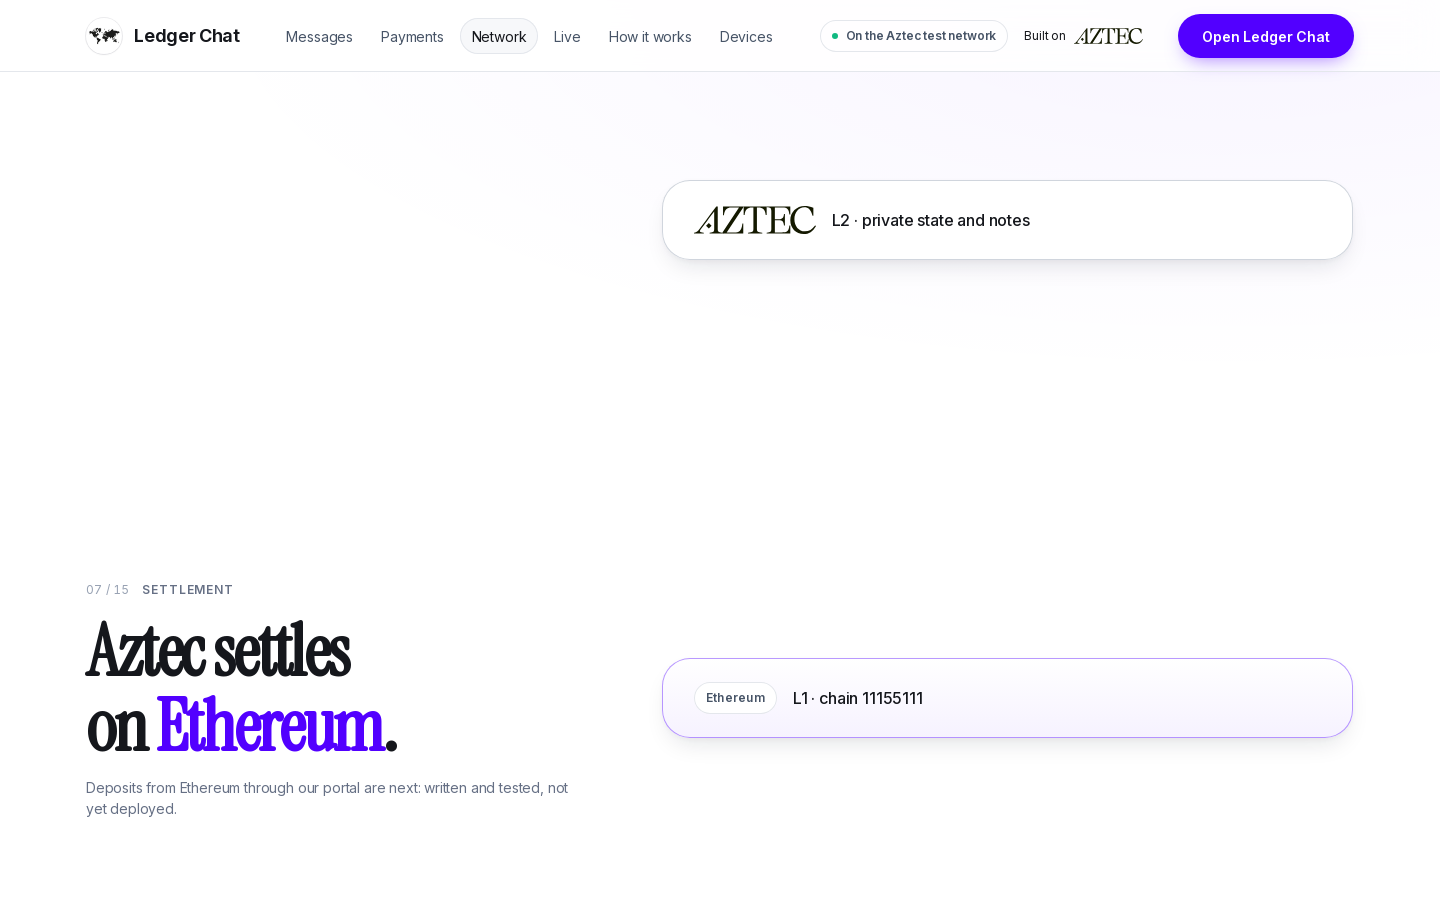 Ledger Chat
Messages
Payments
Network
Live
How it works
Devices
On the Aztec test network
Built on AZTEC
Open Ledger Chat
AZTEC L2 · private state and notes
07 / 15 SETTLEMENT
Aztec settles
on Ethereum.
Deposits from Ethereum through our portal are next: written and tested, not
yet deployed.
Ethereum L1 · chain 11155111